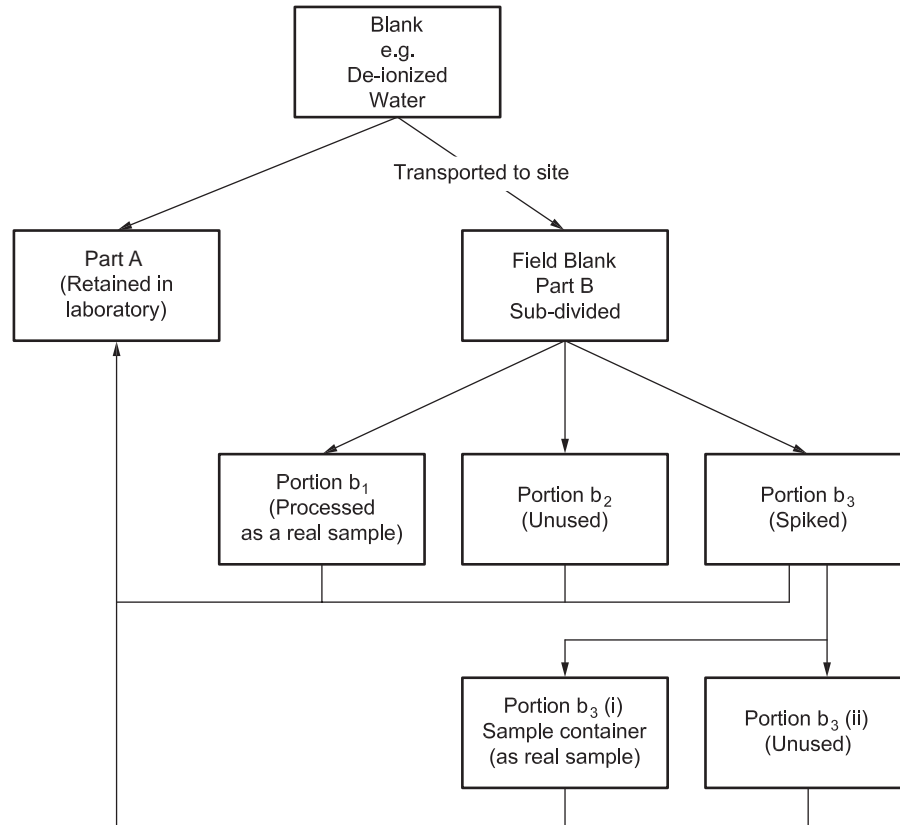 Blank
e.g.
De-ionized
Water
Transported to site
Part A
(Retained in
laboratory)
Field Blank
Part B
Sub-divided
Portion b₁
(Processed
as a real sample)
Portion b₂
(Unused)
Portion b₃
(Spiked)
Portion b₃ (i)
Sample container
(as real sample)
Portion b₃ (ii)
(Unused)